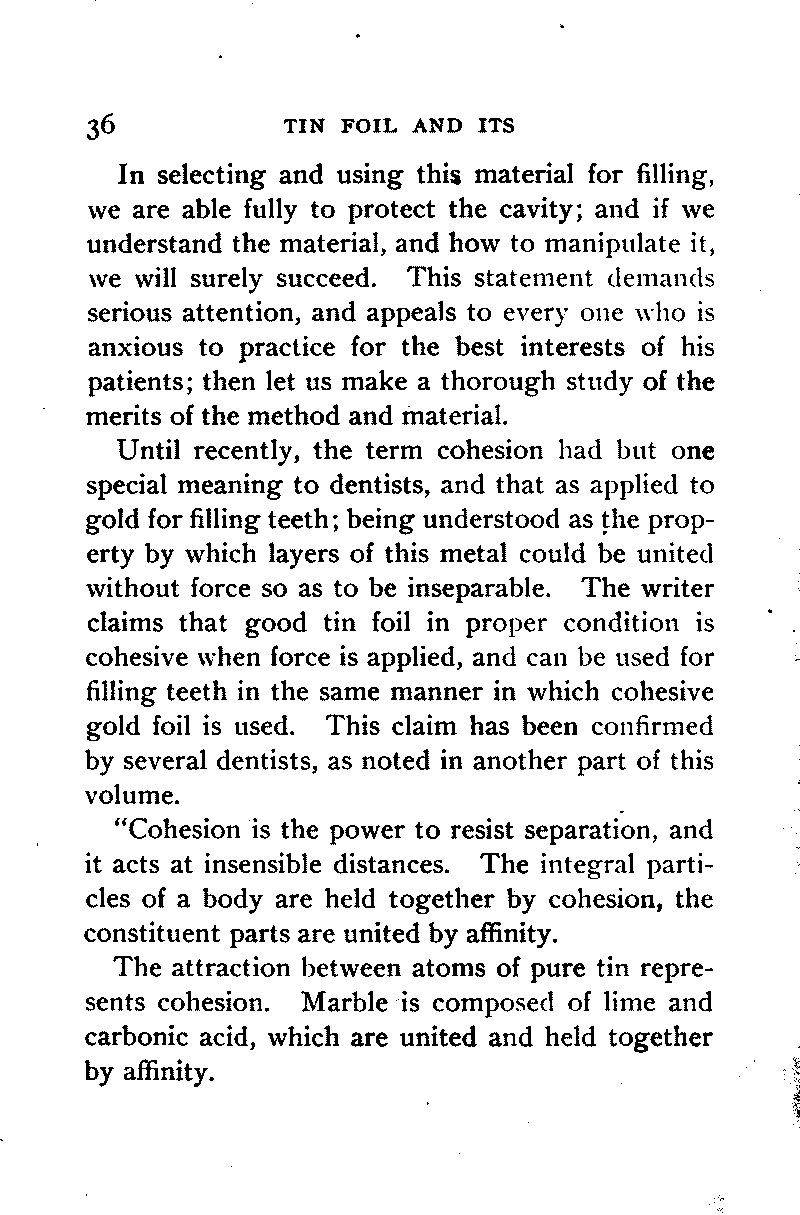 36 TIN FOIL AND ITS
In selecting and using this material for filling,
we are able fully to protect the cavity; and if we
understand the material, and how to manipulate it,
we will surely succeed. This statement demands
serious attention, and appeals to every one who is
anxious to practice for the best interests of his
patients; then let us make a thorough study of the
merits of the method and material.
Until recently, the term cohesion had but one
special meaning to dentists, and that as applied to
gold for filling teeth; being understood as the prop-
erty by which layers of this metal could be united
without force so as to be inseparable. The writer
claims that good tin foil in proper condition is
cohesive when force is applied, and can be used for
filling teeth in the same manner in which cohesive
gold foil is used. This claim has been confirmed
by several dentists, as noted in another part of this
volume.
“Cohesion is the power to resist separation, and
it acts at insensible distances. The integral parti-
cles of a body are held together by cohesion, the
constituent parts are united by affinity.
The attraction between atoms of pure tin repre-
sents cohesion. Marble is composed of lime and
carbonic acid, which are united and held together
by affinity.